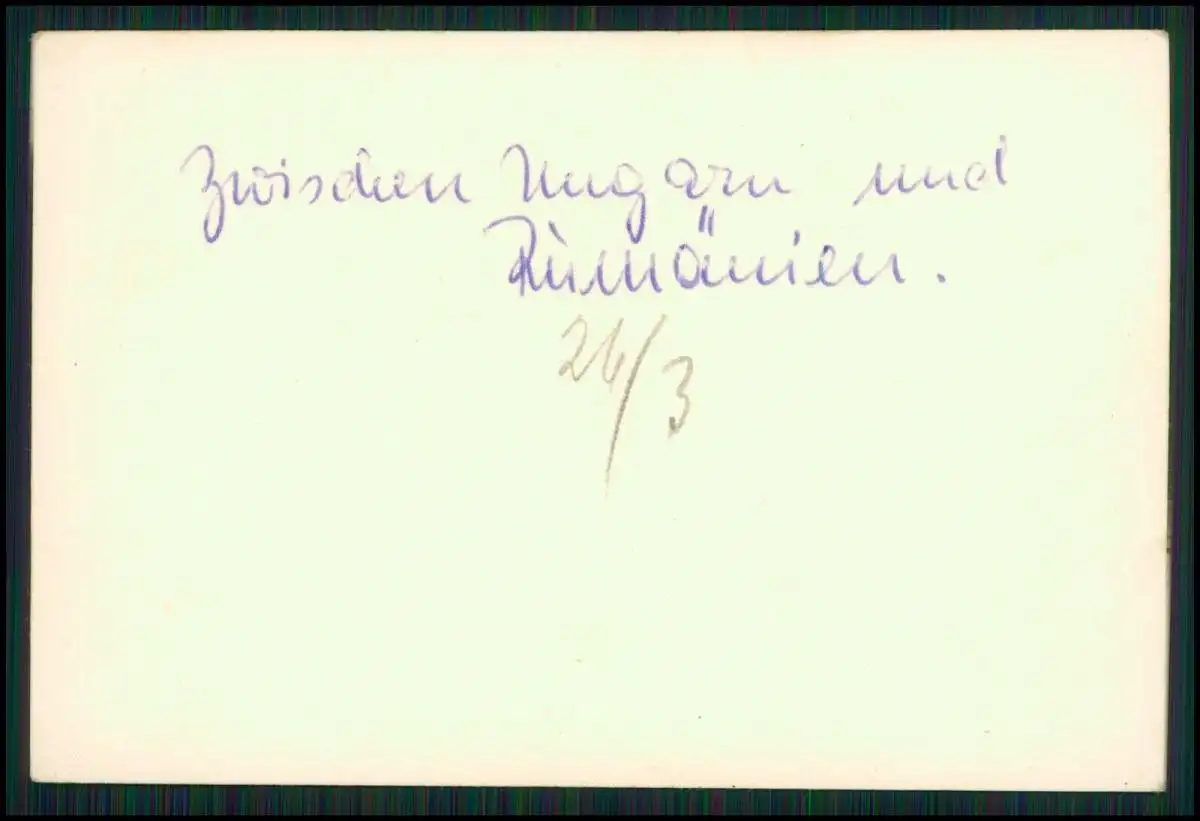 Zwischen Ungarn und
Rumänien.
26/3